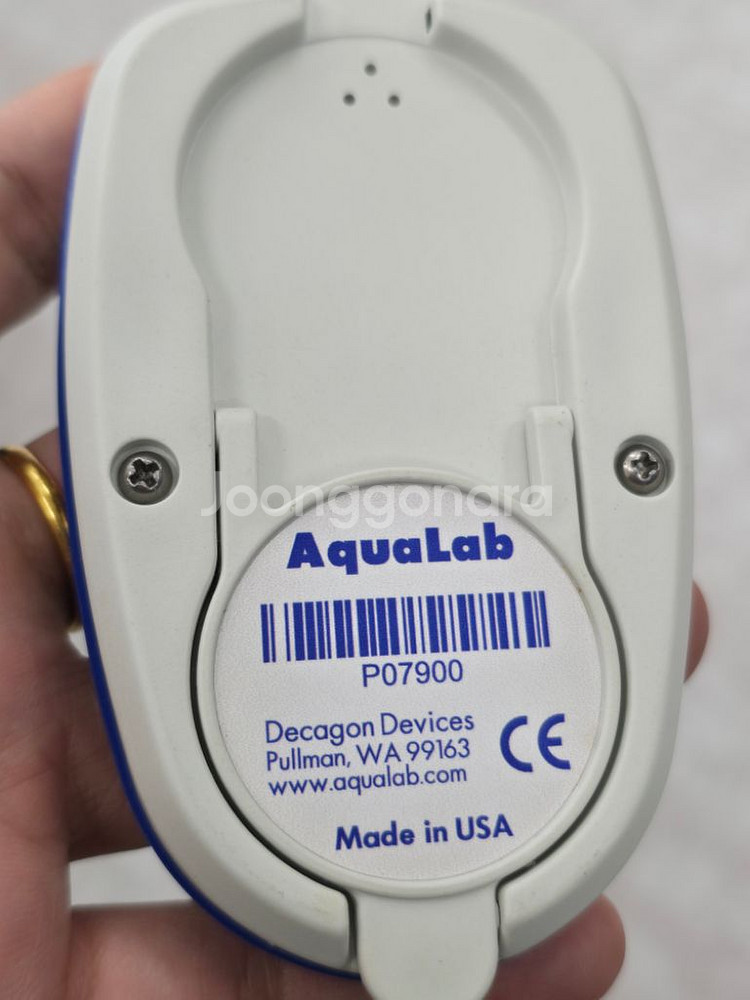 Joonggonara
AquaLab
P07900
Decagon Devices
Pullman, WA 99163
www.aqualab.com
CE
Made in USA